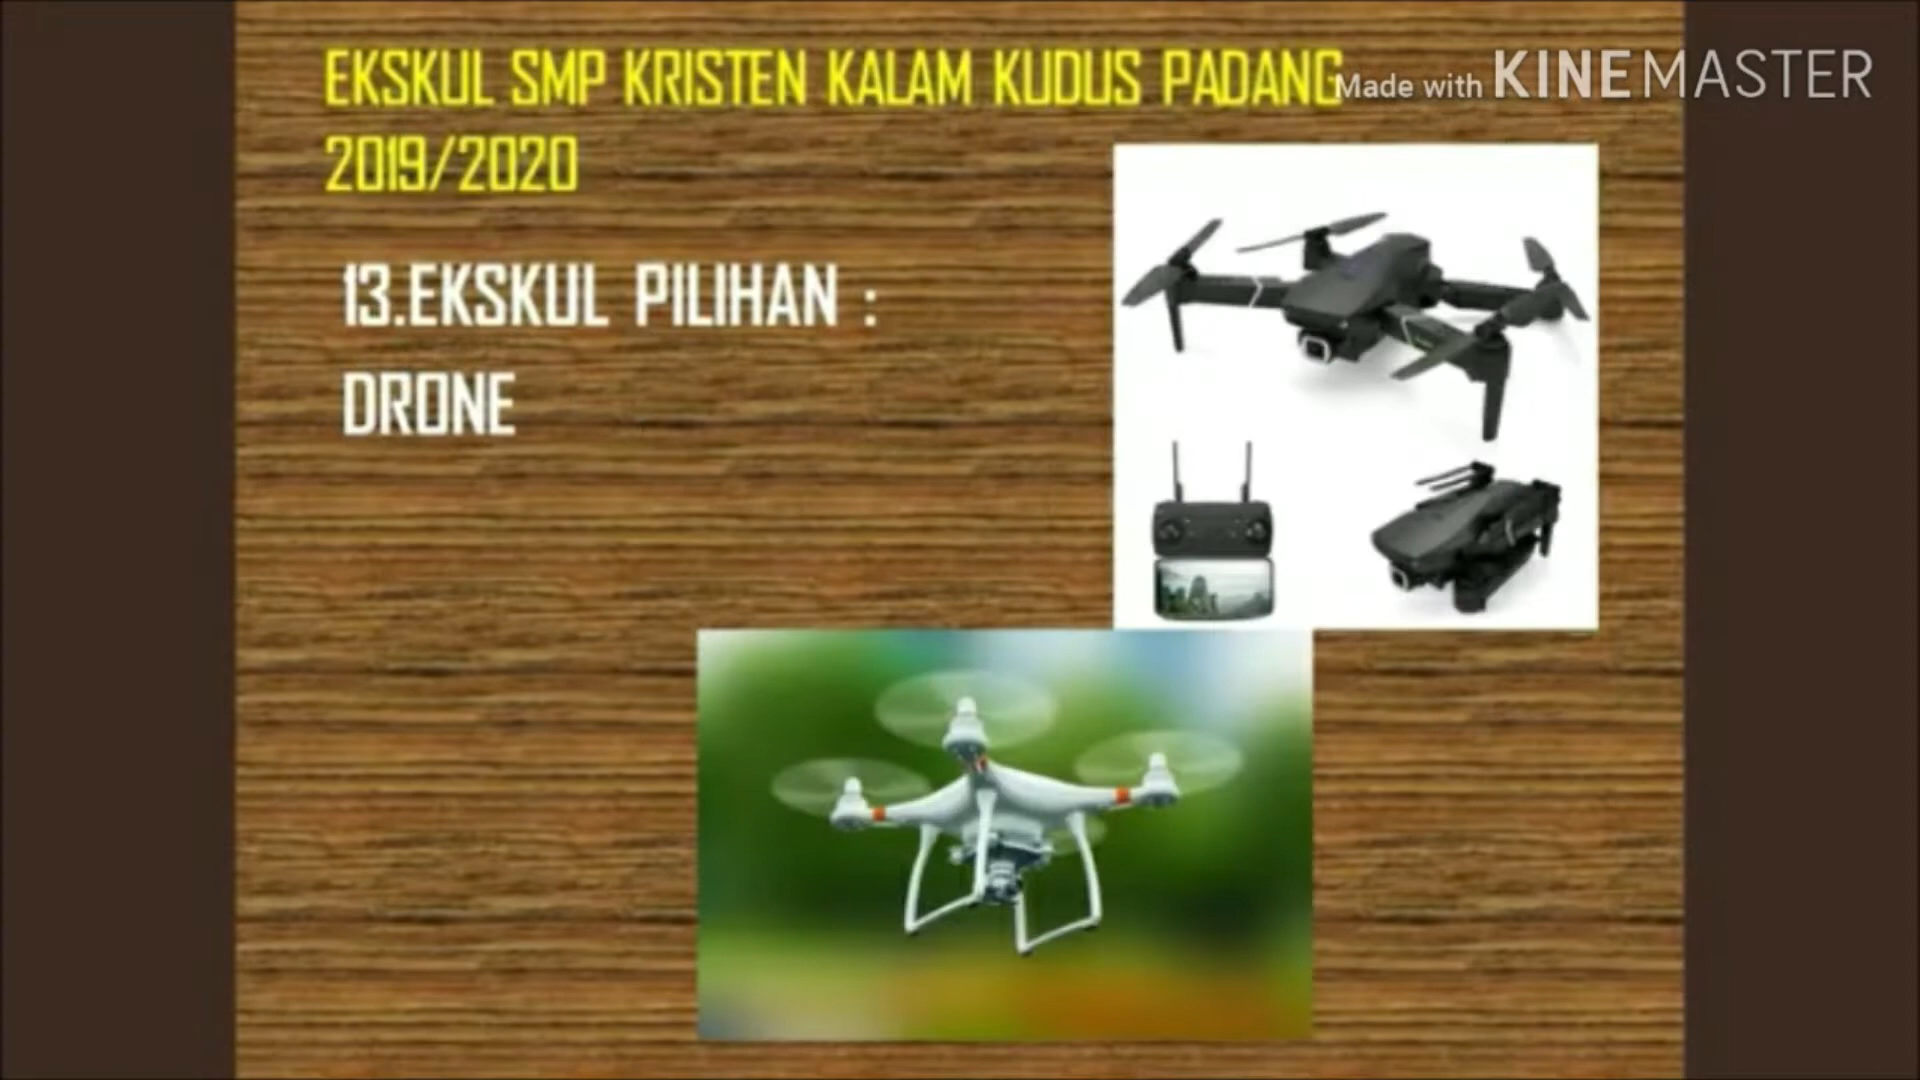 EKSKUL SMP KRISTEN KALAM KUDUS PADANG
2019/2020
Made with KINEMASTER
13.EKSKUL PILIHAN :
DRONE